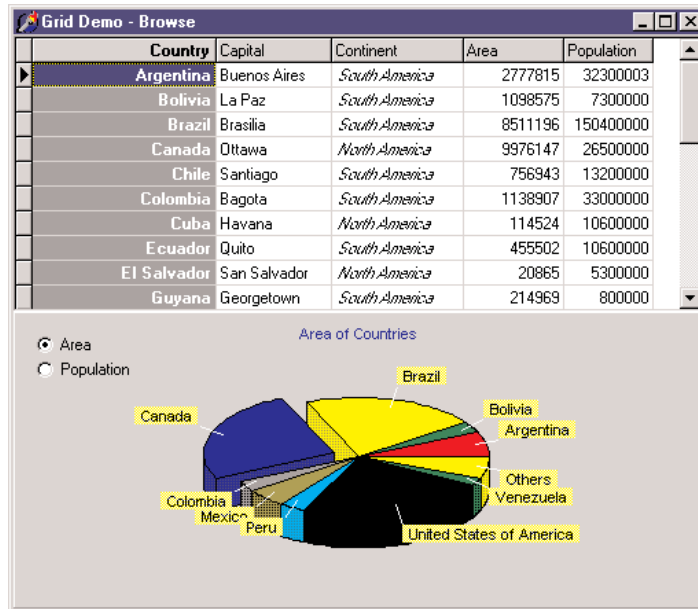 Grid Demo - Browse
Country Capital Continent Area Population
Argentina Buenos Aires South America 2777815 32300003
Bolivia La Paz South America 1098575 7300000
Brazil Brasilia South America 8511196 150400000
Canada Ottawa North America 9976147 26500000
Chile Santiago South America 756943 13200000
Colombia Bagota South America 1138907 33000000
Cuba Havana North America 114524 10600000
Ecuador Quito South America 455502 10600000
El Salvador San Salvador North America 20865 5300000
Guyana Georgetown South America 214969 800000
Area of Countries
Area
Population
Brazil
Canada
Bolivia
Argentina
Others
Venezuela
Colombia
Mexico
Peru
United States of America